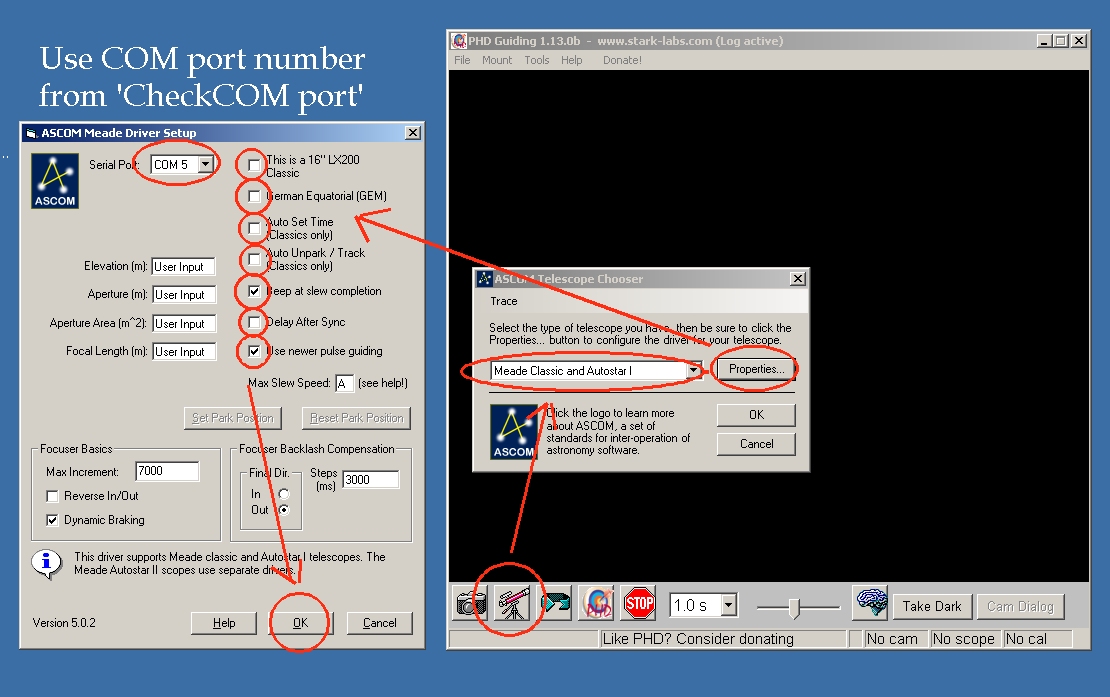 Use COM port number
from 'CheckCOM port'
ASCOM Meade Driver Setup
ASCOM
Serial Port:
COM 5
This is a 16" LX200
Classic
German Equatorial (GEM)
Auto Set Time
(Classics only)
Auto Unpark / Track
(Classics only)
Beep at slew completion
Delay After Sync
Use newer pulse guiding
Elevation (m): User Input
Aperture (m): User Input
Aperture Area (m^2): User Input
Focal Length (m): User Input
Max Slew Speed: A (see help!)
Set Park Position
Reset Park Position
Focuser Basics
Max Increment: 7000
Reverse In/Out
Dynamic Braking
Focuser Backlash Compensation
Final Dir.
In
Out
Steps
(ms)
3000
This driver supports Meade classic and Autostar I telescopes. The
Meade Autostar II scopes use separate drivers.
Version 5.0.2
Help
OK
Cancel
PHD Guiding 1.13.0b - www.stark-labs.com (Log active)
File Mount Tools Help Donate!
ASCOM Telescope Chooser
Trace
Select the type of telescope you have, then be sure to click the
Properties... button to configure the driver for your telescope.
Meade Classic and Autostar I
Properties...
ASCOM
Click the logo to learn more
about ASCOM, a set of
standards for inter-operation of
astronomy software.
OK
Cancel
PHD
STOP
1.0 s
Take Dark
Cam Dialog
Like PHD? Consider donating
No cam
No scope
No cal